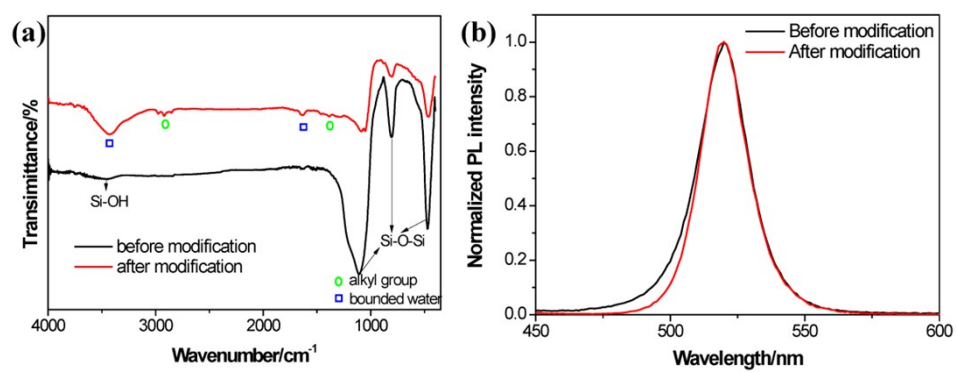 (a)
Transimittance/%
Si-OH
Si-O-Si
before modification
after modification
alkyl group
bounded water
4000 3000 2000 1000
Wavenumber/cm-1
(b)
Before modification
After modification
Normalized PL intensity
1.0
0.8
0.6
0.4
0.2
0.0
450 500 550 600
Wavelength/nm